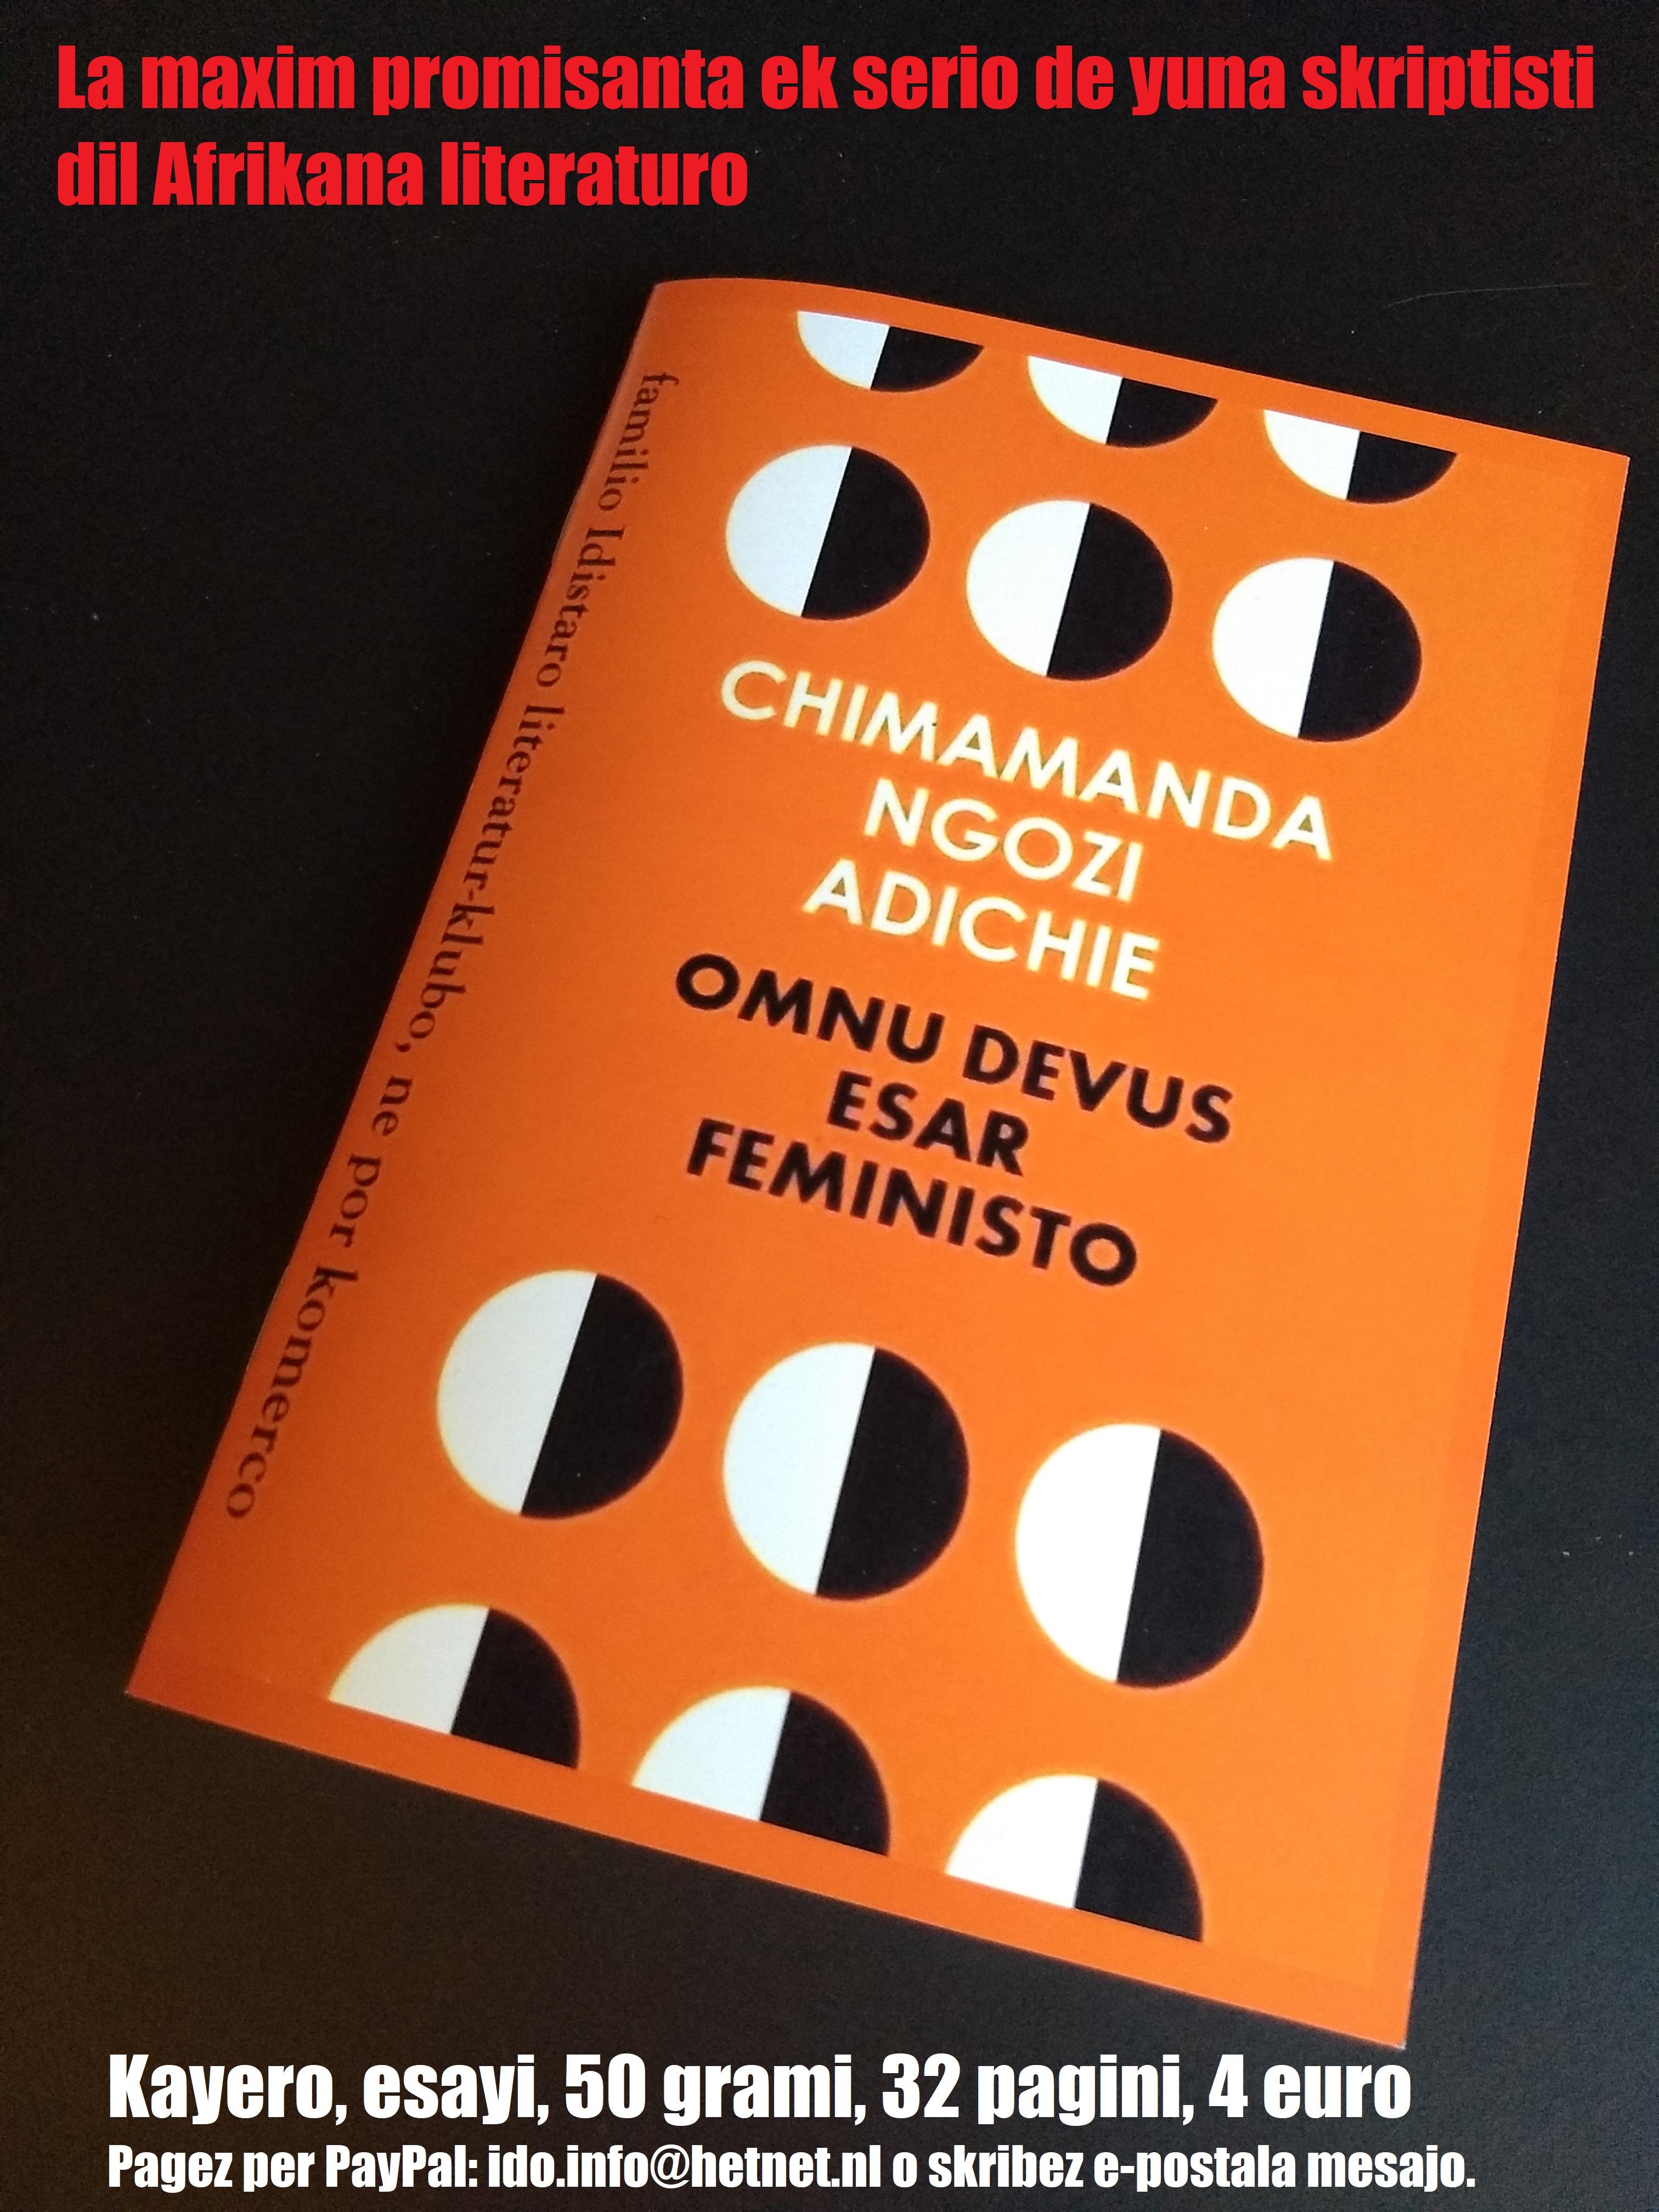 La maxim promisanta ek serio de yuna skriptisti
dil Afrikana literaturo
familio Idistaro literatur-klubo, ne por komerco
CHIMAMANDA
NGOZI
ADICHIE
OMNU DEVUS
ESAR
FEMINISTO
Kayero, esayi, 50 grami, 32 pagini, 4 euro
Pagez per PayPal: ido.info@hetnet.nl o skribez e-postala mesajo.